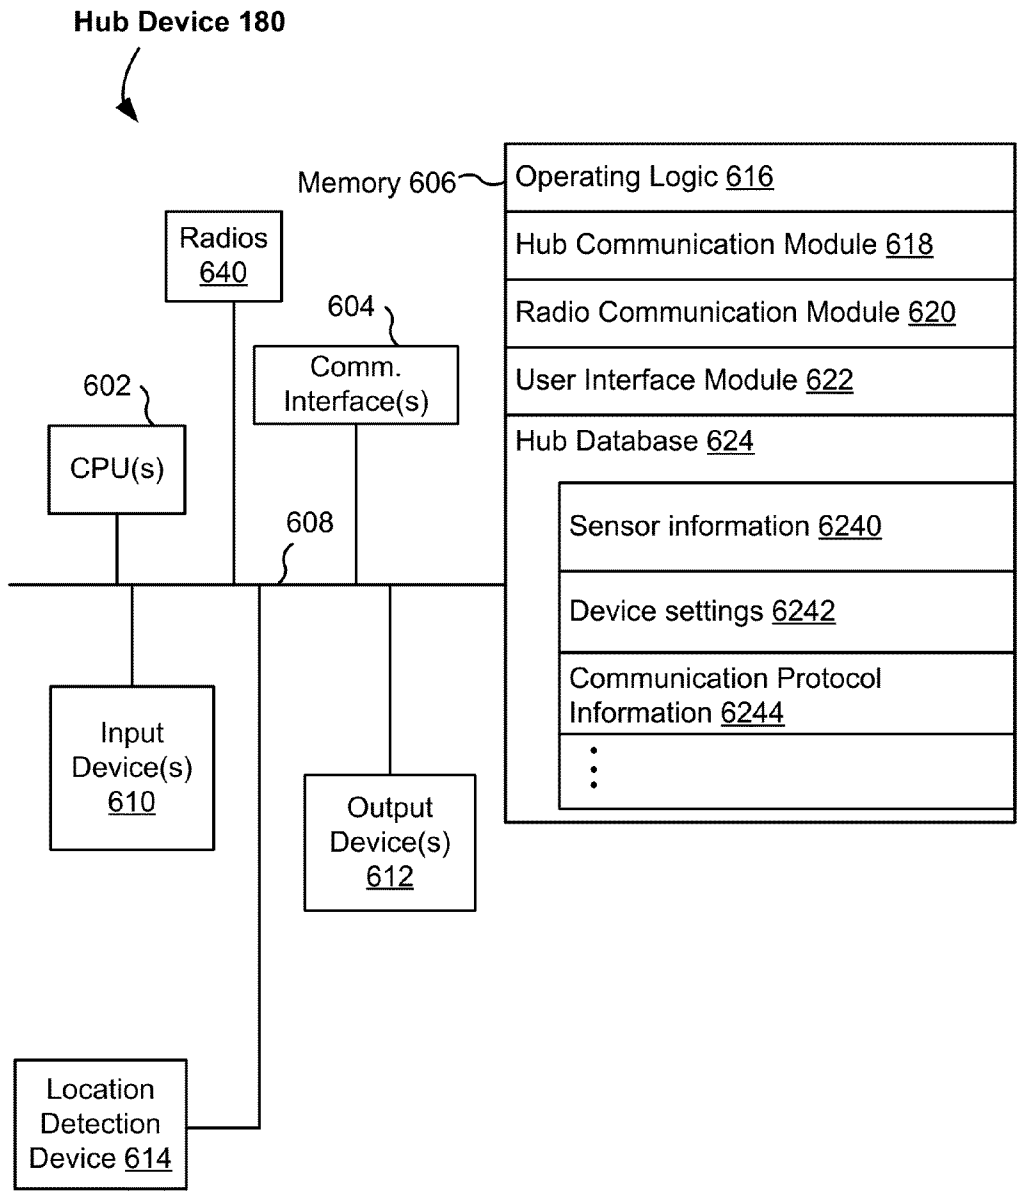 Hub Device 180
Memory 606
Operating Logic 616
Hub Communication Module 618
Radio Communication Module 620
User Interface Module 622
Hub Database 624
Sensor information 6240
Device settings 6242
Communication Protocol
Information 6244
Radios
640
604
Comm.
Interface(s)
602
CPU(s)
608
Input
Device(s)
610
Output
Device(s)
612
Location
Detection
Device 614